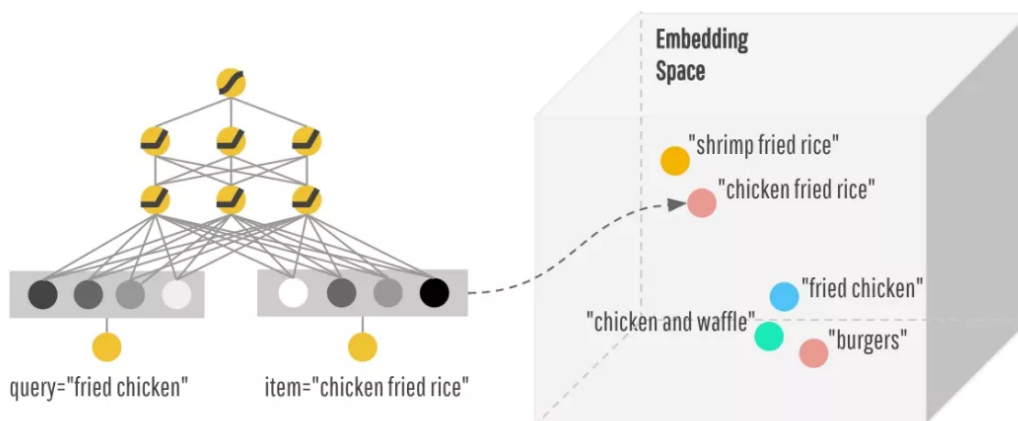 Embedding
Space
"shrimp fried rice"
"chicken fried rice"
"fried chicken"
"chicken and waffle"
"burgers"
query="fried chicken"
item="chicken fried rice"